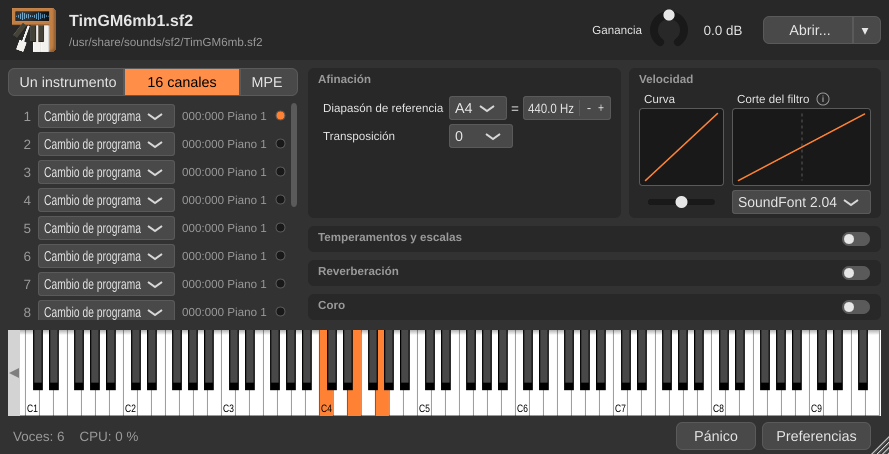 TimGM6mb1.sf2
/usr/share/sounds/sf2/TimGM6mb.sf2
Ganancia 0.0 dB Abrir... ▼
Un instrumento 16 canales MPE
1 Cambio de programa 000:000 Piano 1
2 Cambio de programa 000:000 Piano 1
3 Cambio de programa 000:000 Piano 1
4 Cambio de programa 000:000 Piano 1
5 Cambio de programa 000:000 Piano 1
6 Cambio de programa 000:000 Piano 1
7 Cambio de programa 000:000 Piano 1
8 Cambio de programa 000:000 Piano 1
Afinación
Diapasón de referencia A4 = 440.0 Hz - +
Transposición 0
Velocidad
Curva Corte del filtro i
SoundFont 2.04
Temperamentos y escalas
Reverberación
Coro
C1 C2 C3 C4 C5 C6 C7 C8 C9
Voces: 6 CPU: 0 % Pánico Preferencias